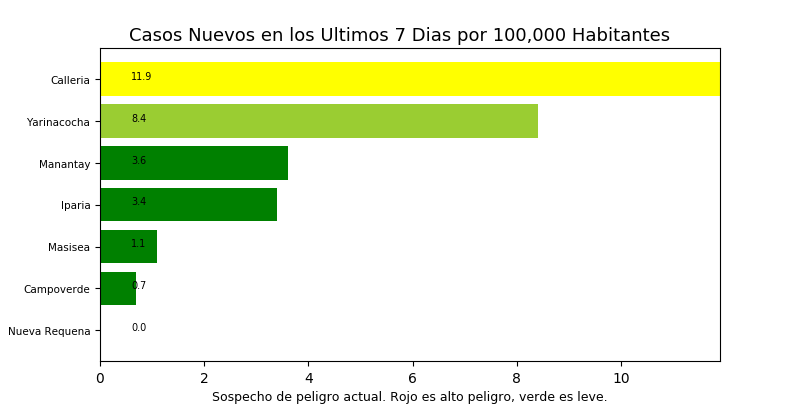 Casos Nuevos en los Ultimos 7 Dias por 100,000 Habitantes
Calleria 11.9
Yarinacocha 8.4
Manantay 3.6
Iparia 3.4
Masisea 1.1
Campoverde 0.7
Nueva Requena 0.0
0 2 4 6 8 10
Sospecho de peligro actual. Rojo es alto peligro, verde es leve.